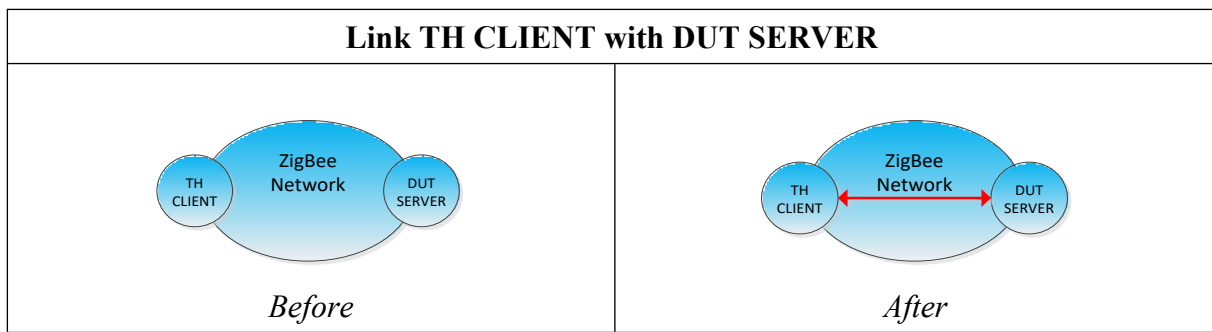 Link TH CLIENT with DUT SERVER
ZigBee
Network
TH
CLIENT
DUT
SERVER
Before
ZigBee
Network
TH
CLIENT
DUT
SERVER
After